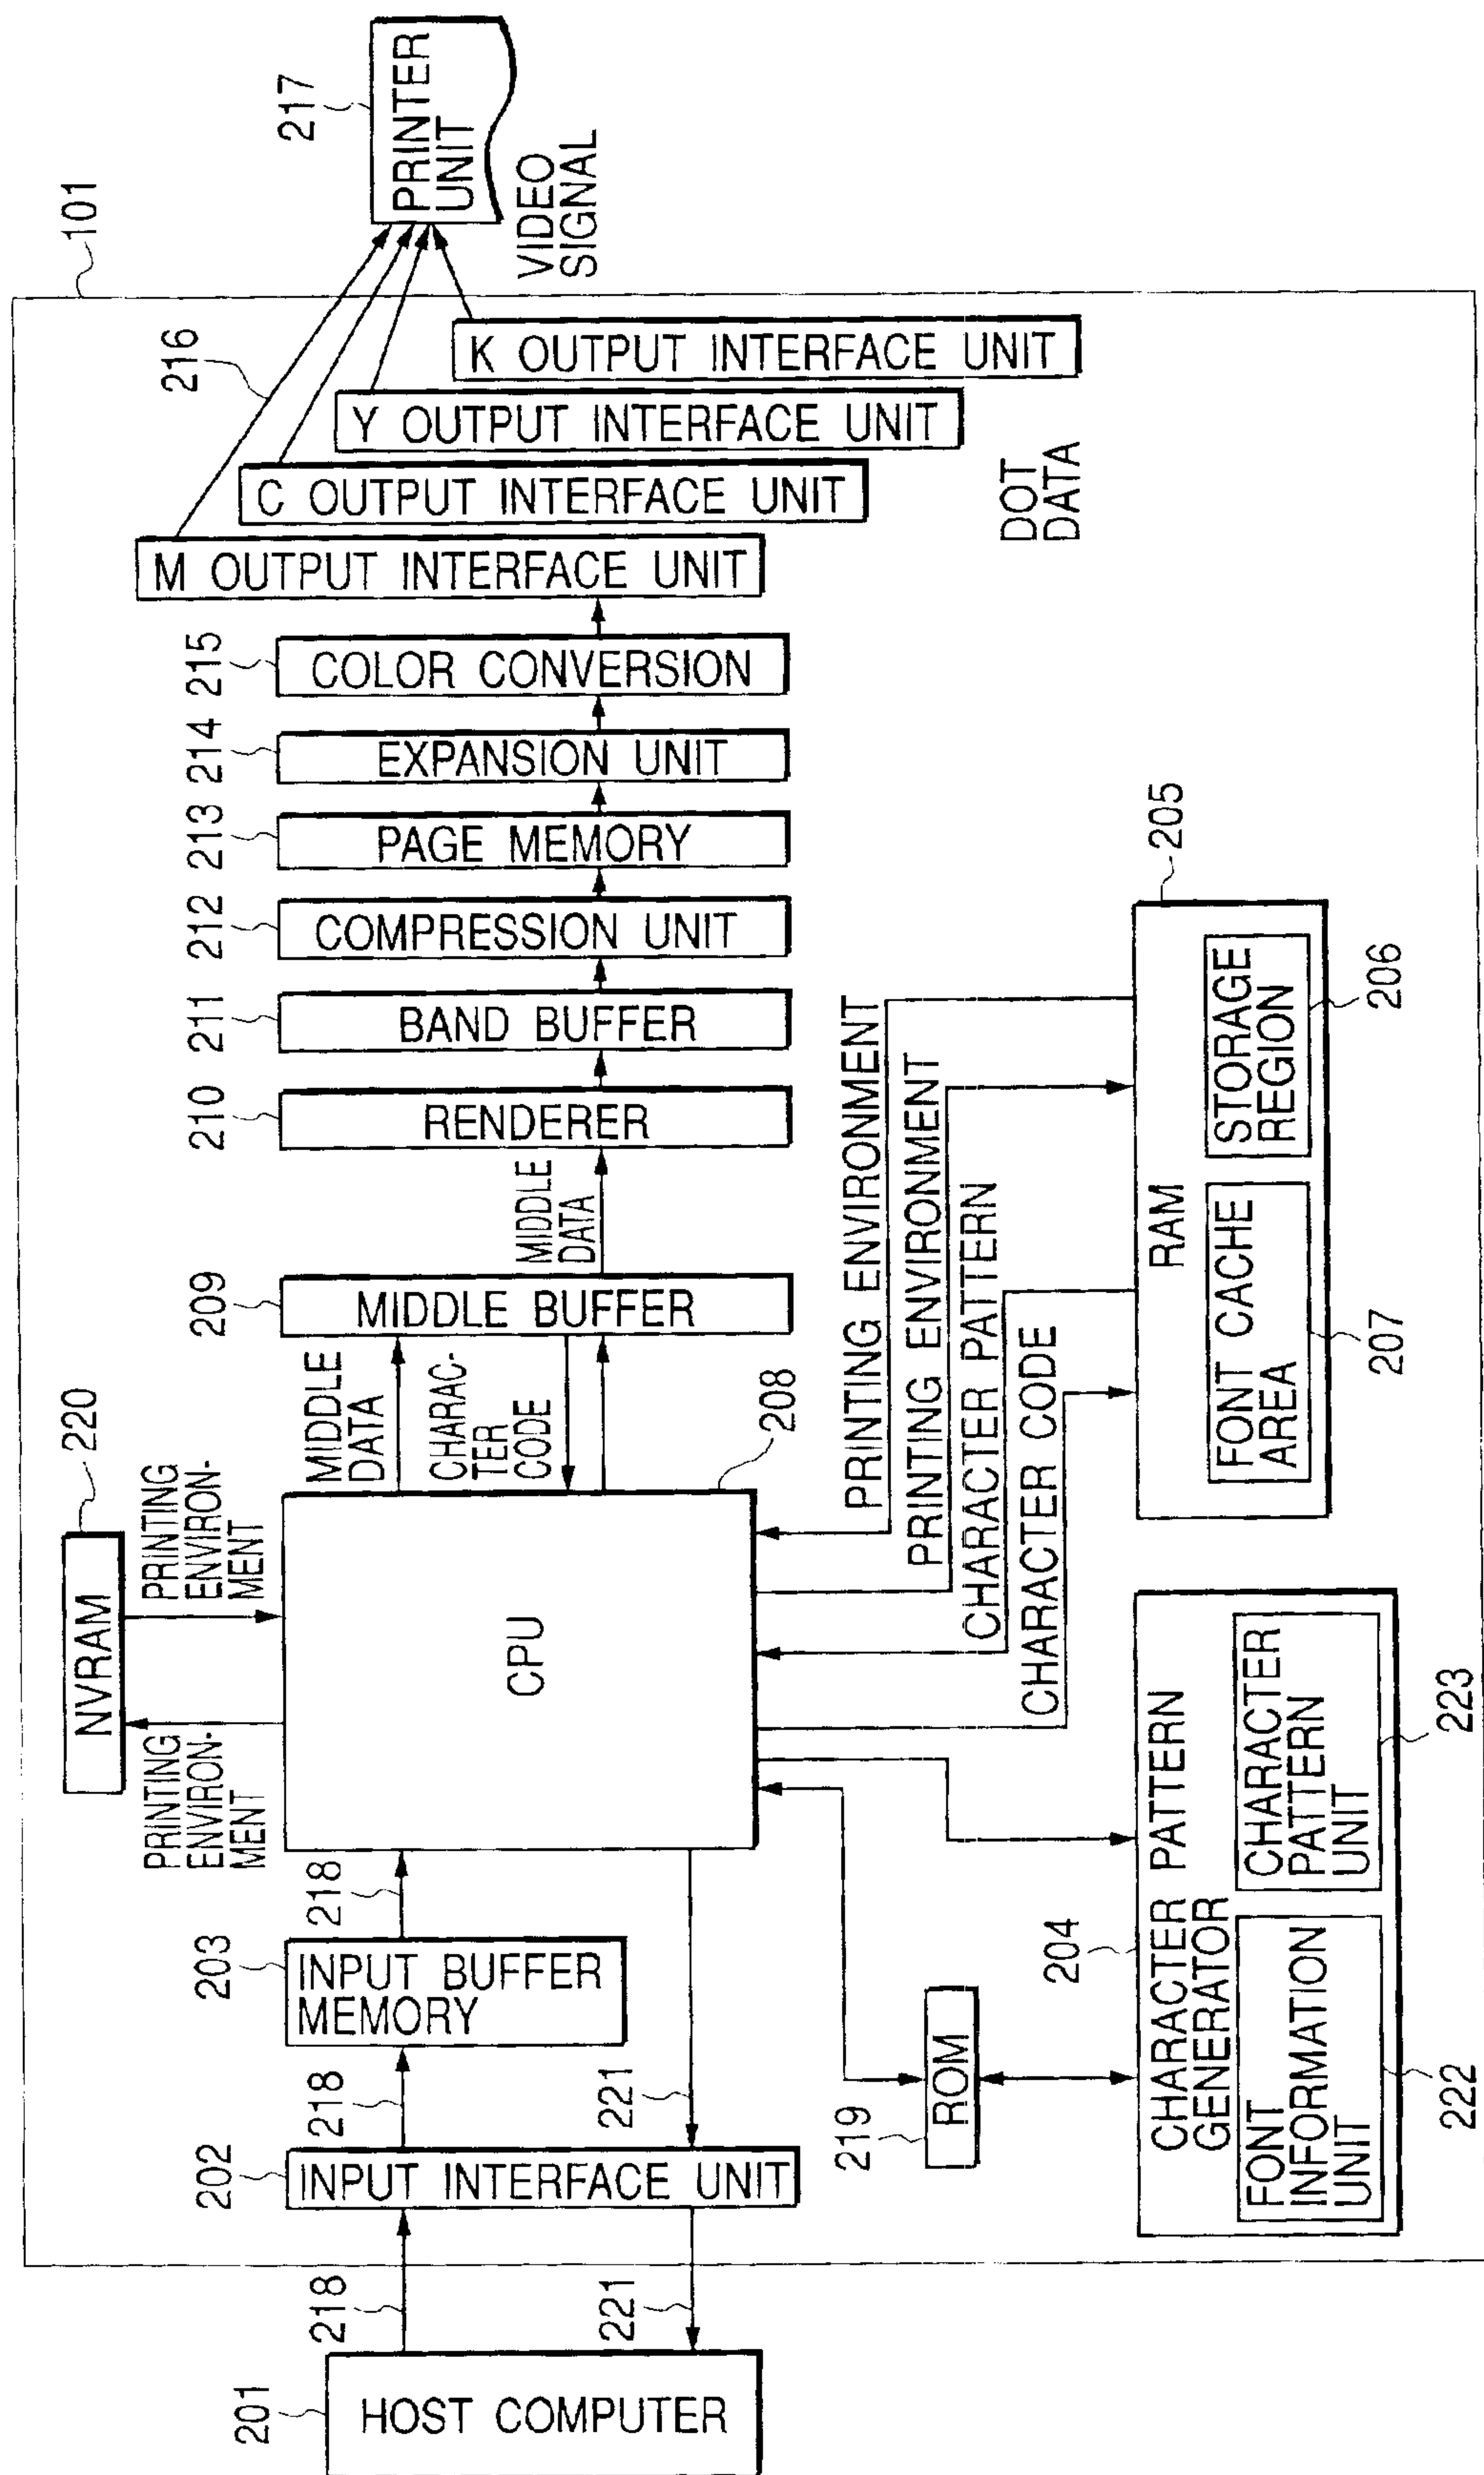 101
201
HOST COMPUTER
218
221
202
INPUT INTERFACE UNIT
218
221
203
INPUT BUFFER
MEMORY
218
220
NVRAM
PRINTING
ENVIRON-
MENT
PRINTING
ENVIRON-
MENT
CPU
208
MIDDLE
DATA
CHARAC-
TER
CODE
209
MIDDLE BUFFER
MIDDLE
DATA
210
RENDERER
211
BAND BUFFER
212
COMPRESSION UNIT
213
PAGE MEMORY
214
EXPANSION UNIT
215
COLOR CONVERSION
216
M OUTPUT INTERFACE UNIT
C OUTPUT INTERFACE UNIT
Y OUTPUT INTERFACE UNIT
K OUTPUT INTERFACE UNIT
DOT
DATA
217
PRINTER
UNIT
VIDEO
SIGNAL
PRINTING ENVIRONMENT
PRINTING ENVIRONMENT
CHARACTER PATTERN
CHARACTER CODE
219
ROM
204
CHARACTER PATTERN
GENERATOR
FONT
INFORMATION
UNIT
222
CHARACTER
PATTERN
UNIT
223
205
RAM
FONT CACHE
AREA
207
STORAGE
REGION
206